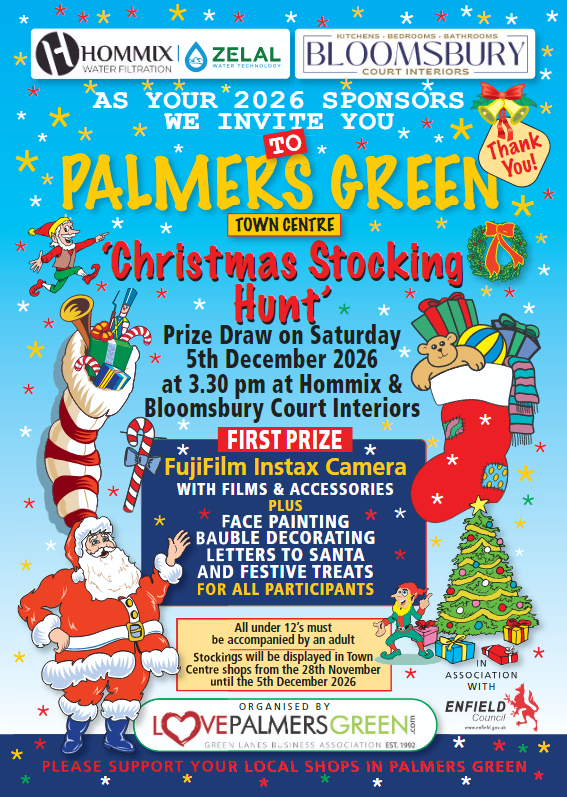 HOMMIX
WATER FILTRATION
ZELAL
WATER TECHNOLOGY
KITCHENS • BEDROOMS • BATHROOMS
BLOOMSBURY
COURT INTERIORS
AS YOUR 2026 SPONSORS
WE INVITE YOU
TO
Thank
You!
PALMERS GREEN
TOWN CENTRE
'Christmas Stocking
Hunt'
Prize Draw on Saturday
5th December 2026
at 3.30 pm at Hommix &
Bloomsbury Court Interiors
FIRST PRIZE
FujiFilm Instax Camera
WITH FILMS & ACCESSORIES
PLUS
FACE PAINTING
BAUBLE DECORATING
LETTERS TO SANTA
AND FESTIVE TREATS
FOR ALL PARTICIPANTS
All under 12's must
be accompanied by an adult
Stockings will be displayed in Town
Centre shops from the 28th November
until the 5th December 2026
IN
ASSOCIATION
WITH
ENFIELD
Council
www.enfield.gov.uk
ORGANISED BY
LOVEPALMERSGREEN.com
GREEN LANES BUSINESS ASSOCIATION EST. 1992
PLEASE SUPPORT YOUR LOCAL SHOPS IN PALMERS GREEN